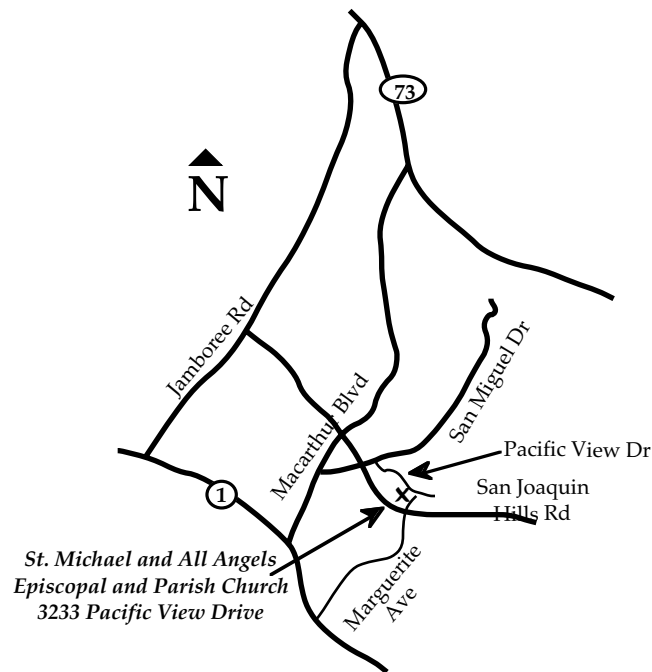 73
N
Jamboree Rd
Macarthur Blvd
San Miguel Dr
Pacific View Dr
San Joaquin
Hills Rd
1
St. Michael and All Angels
Episcopal and Parish Church
3233 Pacific View Drive
Marguerite
Ave